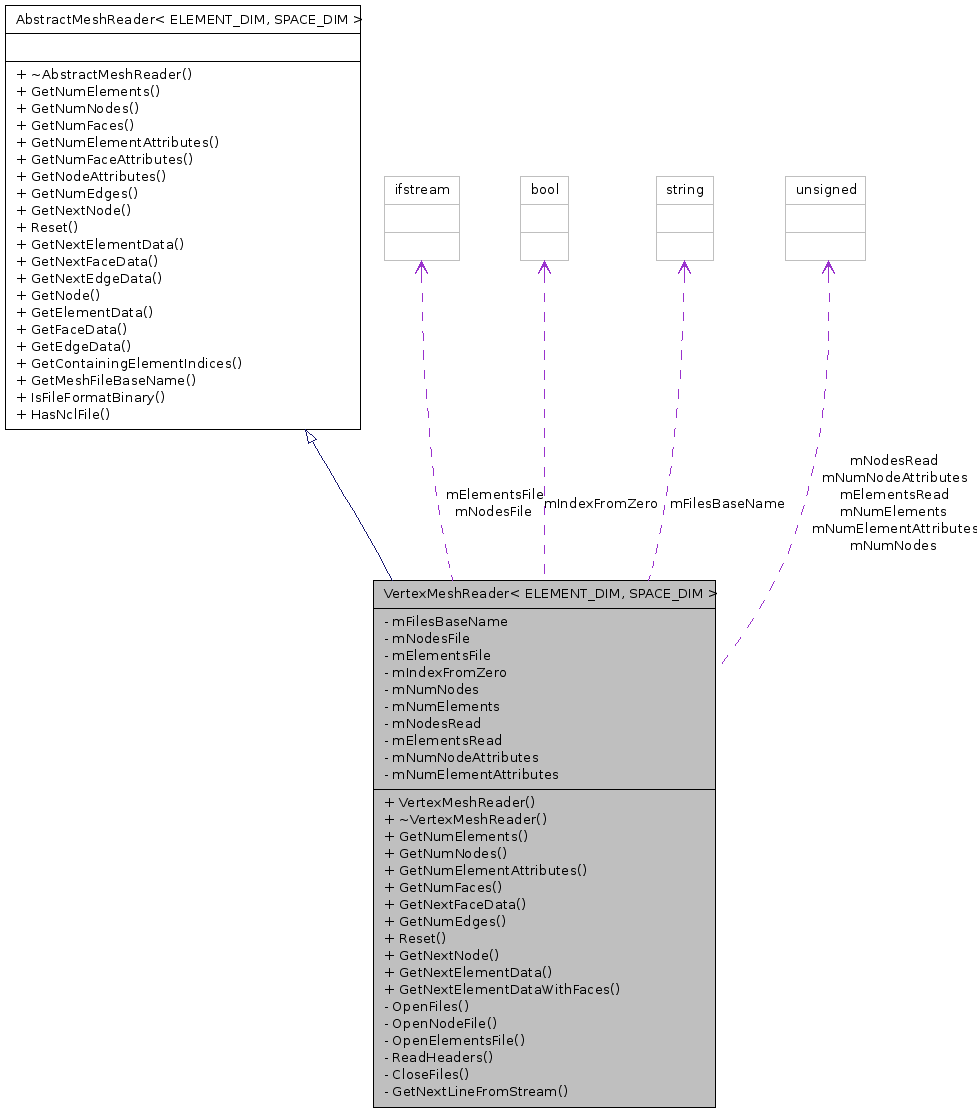 AbstractMeshReader< ELEMENT_DIM, SPACE_DIM >
+ ~AbstractMeshReader()
+ GetNumElements()
+ GetNumNodes()
+ GetNumFaces()
+ GetNumElementAttributes()
+ GetNumFaceAttributes()
+ GetNodeAttributes()
+ GetNumEdges()
+ GetNextNode()
+ Reset()
+ GetNextElementData()
+ GetNextFaceData()
+ GetNextEdgeData()
+ GetNode()
+ GetElementData()
+ GetFaceData()
+ GetEdgeData()
+ GetContainingElementIndices()
+ GetMeshFileBaseName()
+ IsFileFormatBinary()
+ HasNclFile()
ifstream
bool
string
unsigned
mElementsFile
mNodesFile
mIndexFromZero
mFilesBaseName
mNodesRead
mNumNodeAttributes
mElementsRead
mNumElements
mNumElementAttributes
mNumNodes
VertexMeshReader< ELEMENT_DIM, SPACE_DIM >
- mFilesBaseName
- mNodesFile
- mElementsFile
- mIndexFromZero
- mNumNodes
- mNumElements
- mNodesRead
- mElementsRead
- mNumNodeAttributes
- mNumElementAttributes
+ VertexMeshReader()
+ ~VertexMeshReader()
+ GetNumElements()
+ GetNumNodes()
+ GetNumElementAttributes()
+ GetNumFaces()
+ GetNextFaceData()
+ GetNumEdges()
+ Reset()
+ GetNextNode()
+ GetNextElementData()
+ GetNextElementDataWithFaces()
- OpenFiles()
- OpenNodeFile()
- OpenElementsFile()
- ReadHeaders()
- CloseFiles()
- GetNextLineFromStream()